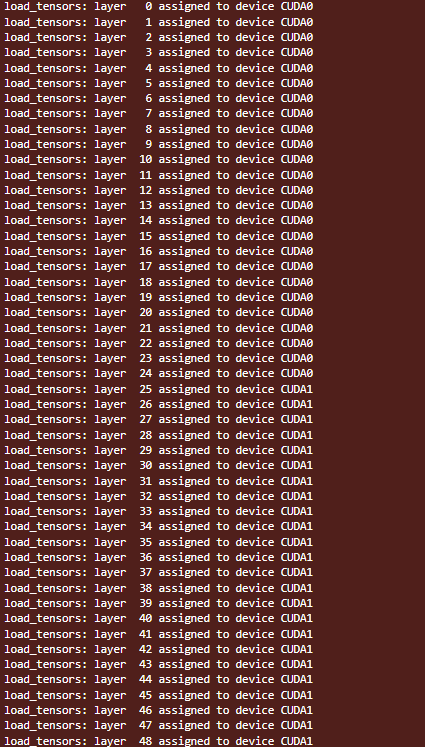 load_tensors: layer   0 assigned to device CUDA0
load_tensors: layer   1 assigned to device CUDA0
load_tensors: layer   2 assigned to device CUDA0
load_tensors: layer   3 assigned to device CUDA0
load_tensors: layer   4 assigned to device CUDA0
load_tensors: layer   5 assigned to device CUDA0
load_tensors: layer   6 assigned to device CUDA0
load_tensors: layer   7 assigned to device CUDA0
load_tensors: layer   8 assigned to device CUDA0
load_tensors: layer   9 assigned to device CUDA0
load_tensors: layer  10 assigned to device CUDA0
load_tensors: layer  11 assigned to device CUDA0
load_tensors: layer  12 assigned to device CUDA0
load_tensors: layer  13 assigned to device CUDA0
load_tensors: layer  14 assigned to device CUDA0
load_tensors: layer  15 assigned to device CUDA0
load_tensors: layer  16 assigned to device CUDA0
load_tensors: layer  17 assigned to device CUDA0
load_tensors: layer  18 assigned to device CUDA0
load_tensors: layer  19 assigned to device CUDA0
load_tensors: layer  20 assigned to device CUDA0
load_tensors: layer  21 assigned to device CUDA0
load_tensors: layer  22 assigned to device CUDA0
load_tensors: layer  23 assigned to device CUDA0
load_tensors: layer  24 assigned to device CUDA0
load_tensors: layer  25 assigned to device CUDA1
load_tensors: layer  26 assigned to device CUDA1
load_tensors: layer  27 assigned to device CUDA1
load_tensors: layer  28 assigned to device CUDA1
load_tensors: layer  29 assigned to device CUDA1
load_tensors: layer  30 assigned to device CUDA1
load_tensors: layer  31 assigned to device CUDA1
load_tensors: layer  32 assigned to device CUDA1
load_tensors: layer  33 assigned to device CUDA1
load_tensors: layer  34 assigned to device CUDA1
load_tensors: layer  35 assigned to device CUDA1
load_tensors: layer  36 assigned to device CUDA1
load_tensors: layer  37 assigned to device CUDA1
load_tensors: layer  38 assigned to device CUDA1
load_tensors: layer  39 assigned to device CUDA1
load_tensors: layer  40 assigned to device CUDA1
load_tensors: layer  41 assigned to device CUDA1
load_tensors: layer  42 assigned to device CUDA1
load_tensors: layer  43 assigned to device CUDA1
load_tensors: layer  44 assigned to device CUDA1
load_tensors: layer  45 assigned to device CUDA1
load_tensors: layer  46 assigned to device CUDA1
load_tensors: layer  47 assigned to device CUDA1
load_tensors: layer  48 assigned to device CUDA1